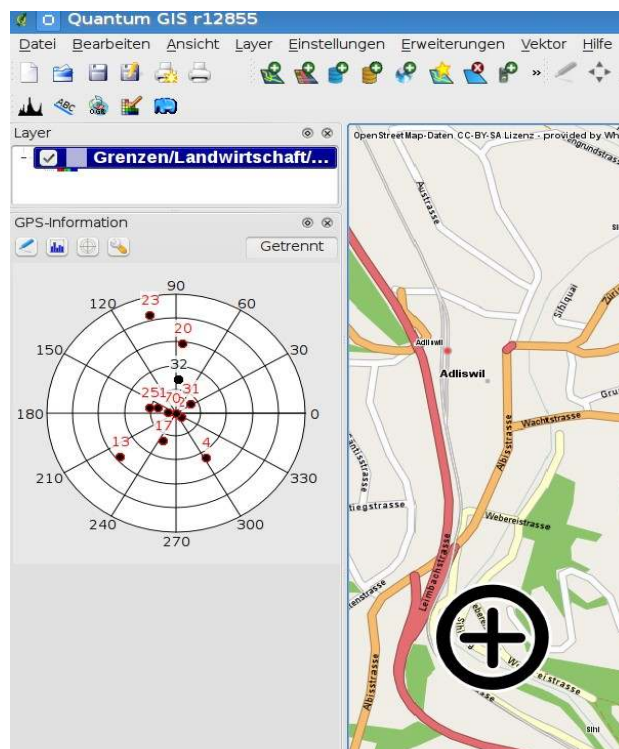 Quantum GIS r12855
Datei Bearbeiten Ansicht Layer Einstellungen Erweiterungen Vektor Hilfe
»
ABC
Layer
Grenzen/Landwirtschaft/...
GPS-Information
Getrennt
90
120
60
150
30
180
0
210
330
240
300
270
23
20
32
31
17
13
4
OpenStreetMap-Daten CC-BY-SA Lizenz - provided by Wh
Austrasse
Sihlquai
Adliswil
Adliswil
Wachtstrasse
Albisstrasse
Webereistrasse
Leimbachstrasse
Albisstrasse
Sihl